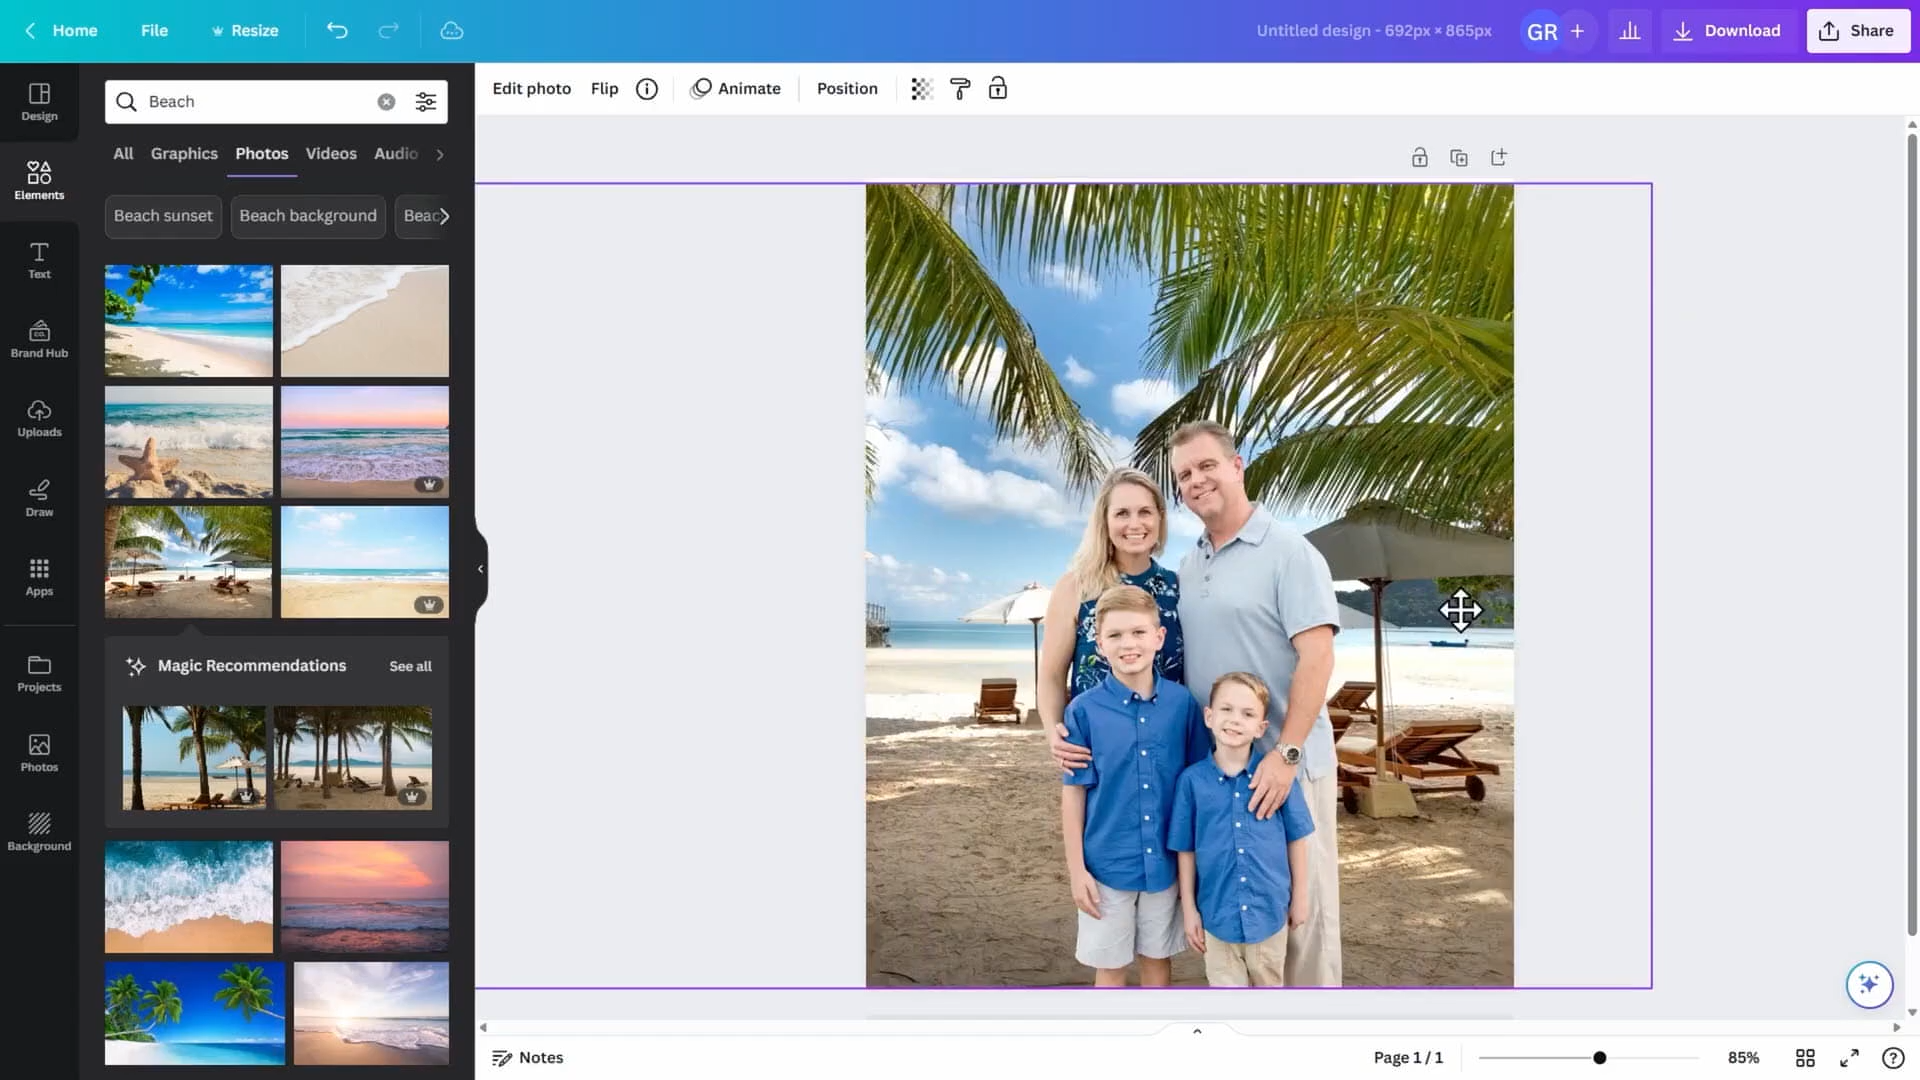 Home
File
Resize
Untitled design - 692px × 865px
GR
+
Download
Share
Design
Elements
Text
Brand Hub
CO.
Uploads
Draw
Apps
Projects
Photos
Background
Beach
All
Graphics
Photos
Videos
Audio
Beach sunset
Beach background
Beac
Magic Recommendations
See all
Edit photo
Flip
Animate
Position
Notes
Page 1 / 1
85%